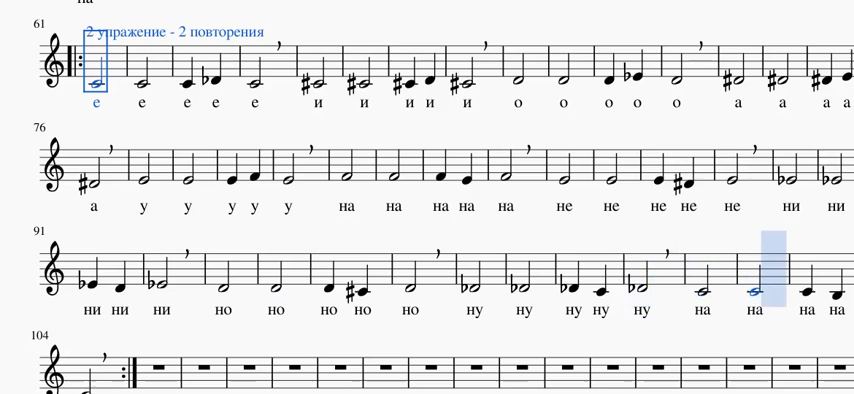 на
61
2 упражнение - 2 повторения
е е е е е и и и и и о о о о о а а а а
76
а у у у у у на на на на на не не не не не ни ни
91
ни ни ни но но но но но ну ну ну ну ну на на на на
104